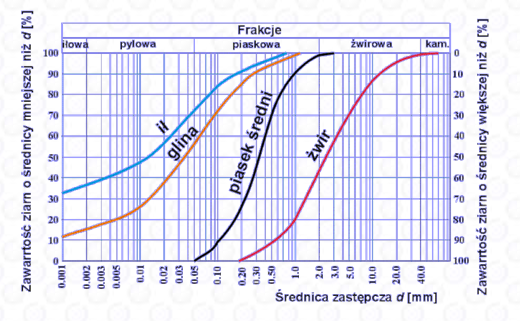 Frakcje
iłowa pyłowa piaskowa żwirowa kam.
Zawartość ziarn o średnicy mniejszej niż d [%]
100
90
80
70
60
50
40
30
20
10
0
ił
glina
piasek średni
żwir
0
10
20
30
40
50
60
70
80
90
100
Zawartość ziarn o średnicy większej niż d [%]
0.001 0.002 0.003 0.005 0.01 0.02 0.03 0.05 0.10 0.20 0.30 0.50 1.0 2.0 3.0 5.0 10.0 20.0 40.0
Średnica zastępcza d [mm]